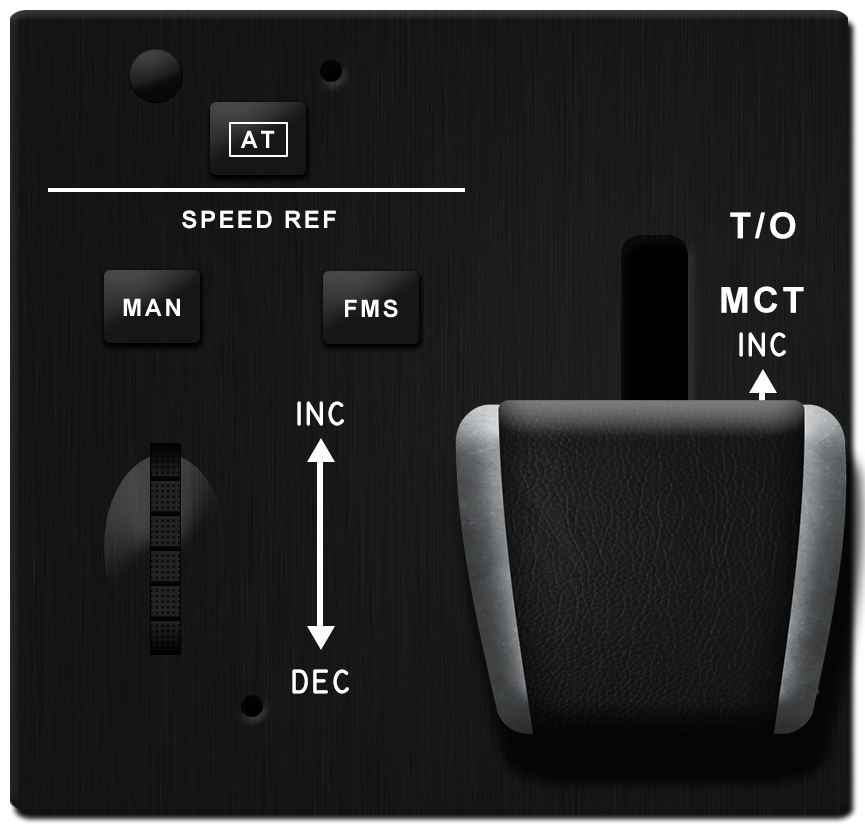 AT
SPEED REF
MAN
FMS
INC
DEC
T/O
MCT
INC